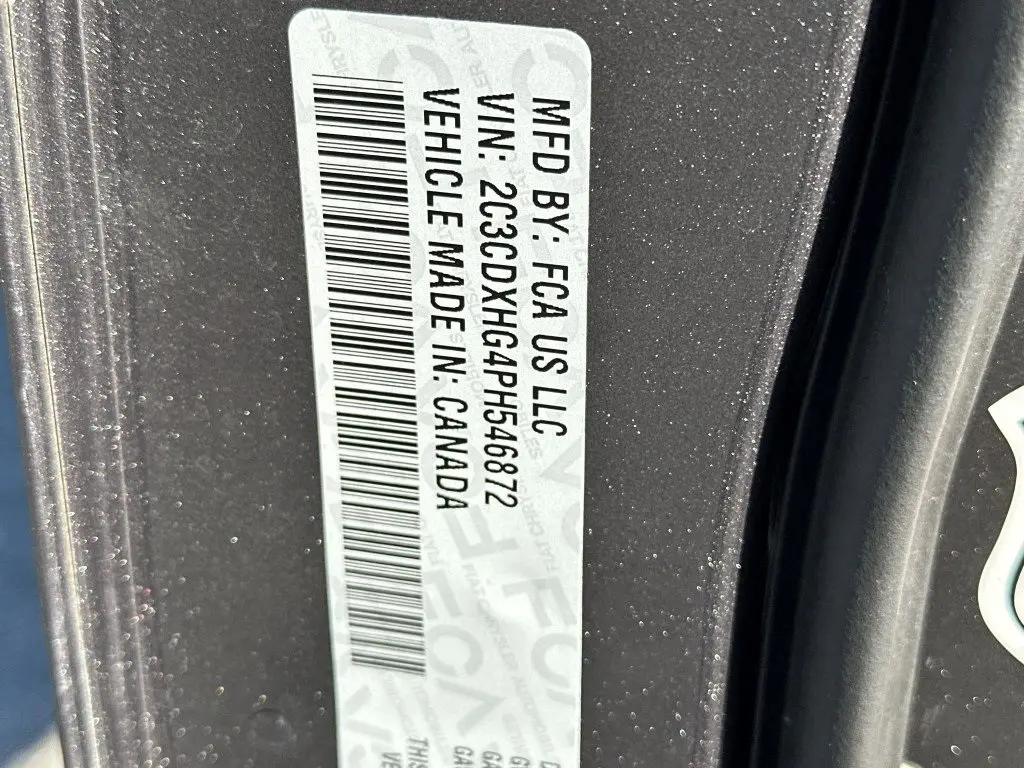 MFD BY: FCA US LLC
VIN: 2C3CDXHG4PH546872
VEHICLE MADE IN: CANADA